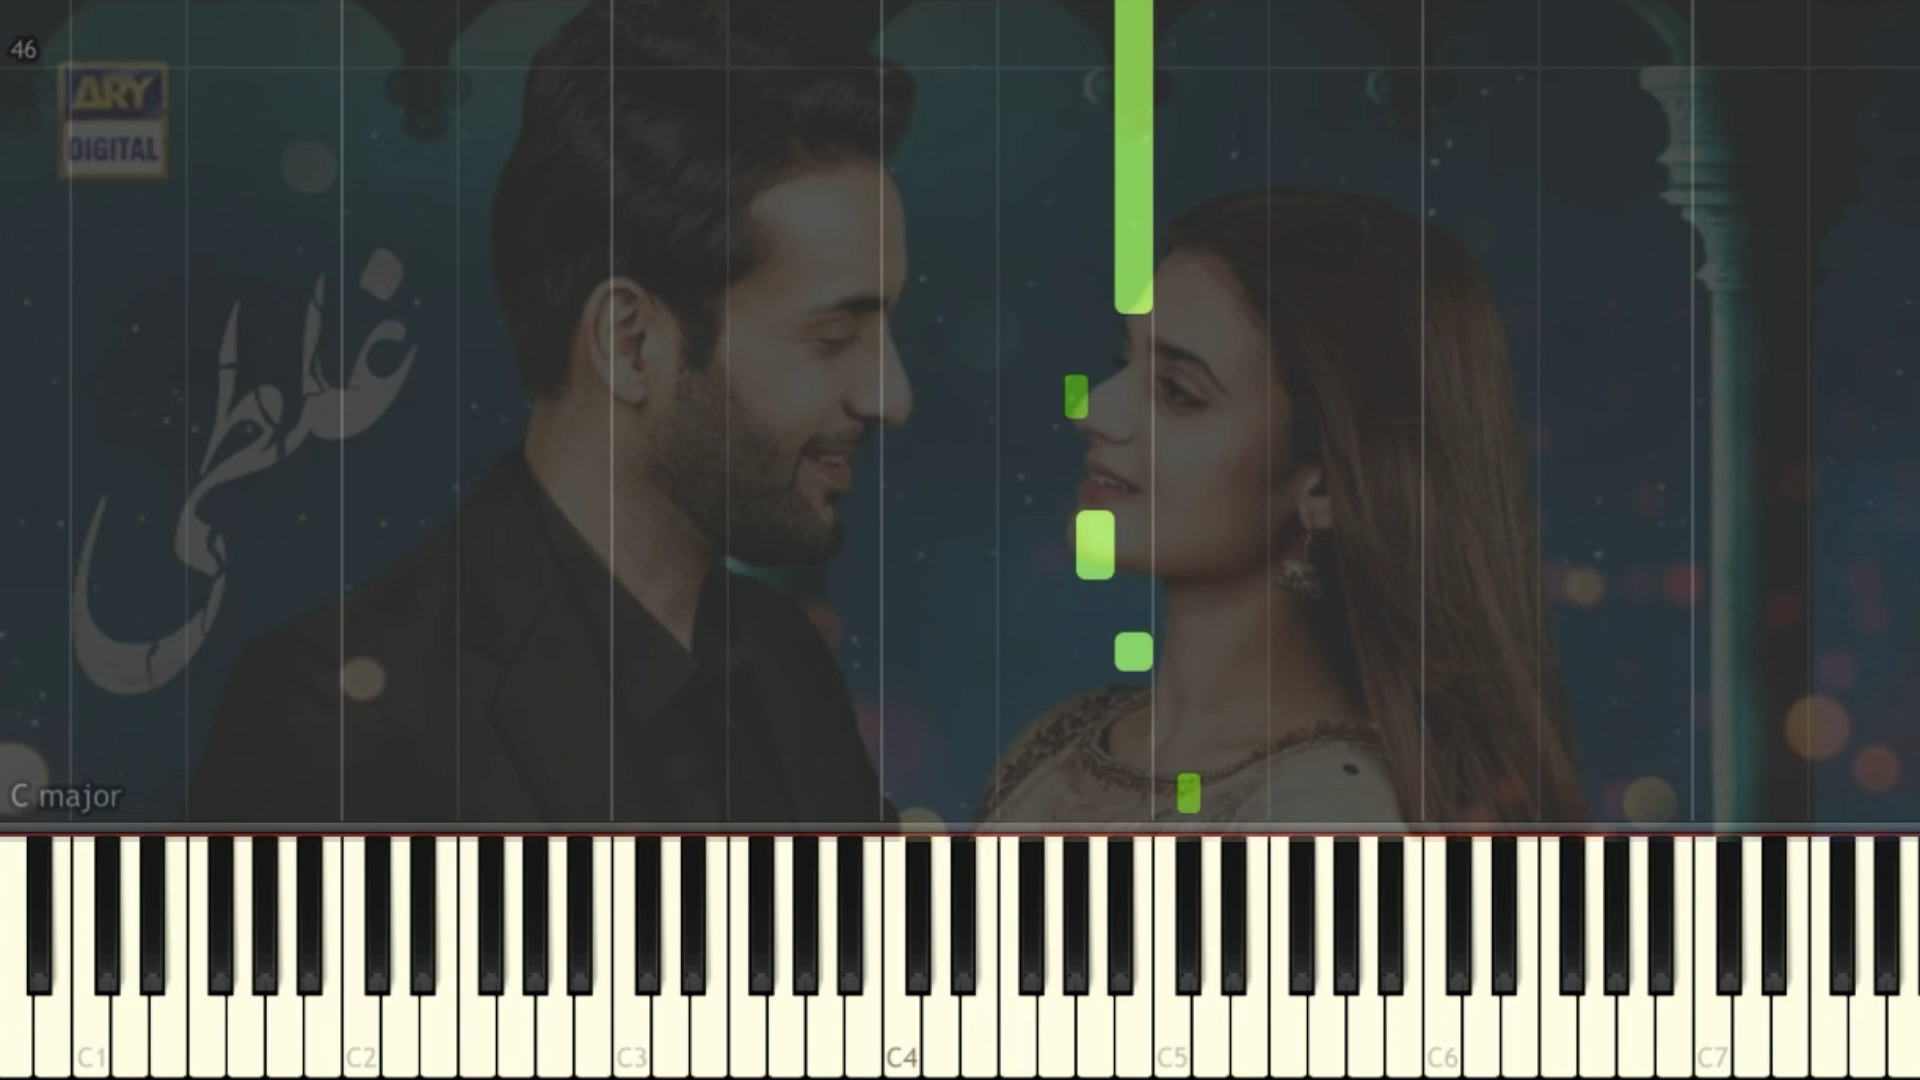 46
ARY
DIGITAL
غلطی
C major
C1 C2 C3 C4 C5 C6 C7